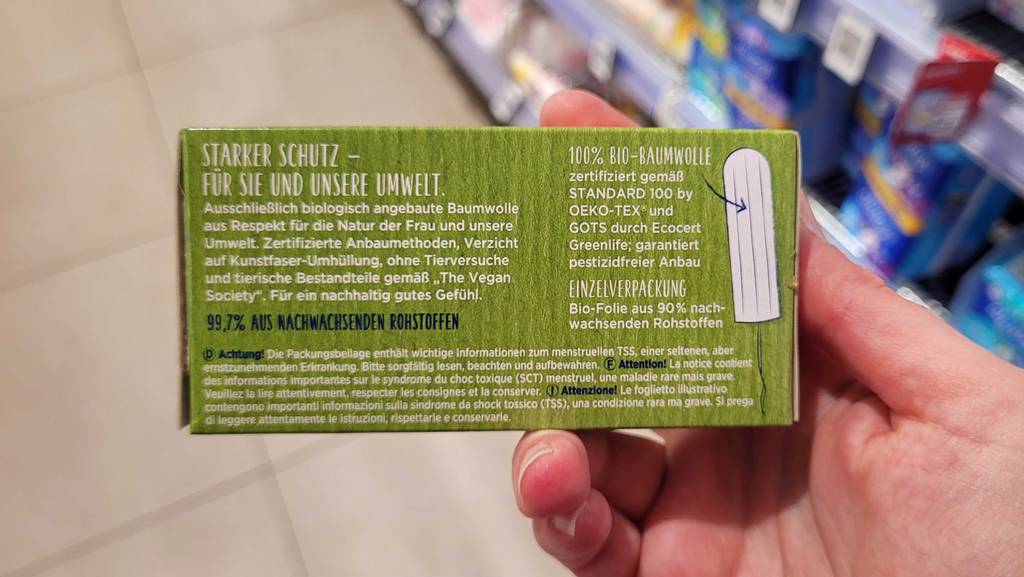 STARKER SCHUTZ –
FÜR SIE UND UNSERE UMWELT.
Ausschließlich biologisch angebaute Baumwolle
aus Respekt für die Natur der Frau und unsere
Umwelt. Zertifizierte Anbaumethoden, Verzicht
auf Kunstfaser-Umhüllung, ohne Tierversuche
und tierische Bestandteile gemäß „The Vegan
Society“. Für ein nachhaltig gutes Gefühl.
99,7% AUS NACHWACHSENDEN ROHSTOFFEN
100% BIO-BAUMWOLLE
zertifiziert gemäß
STANDARD 100 by
OEKO-TEX® und
GOTS durch Ecocert
Greenlife; garantiert
pestizidfreier Anbau
EINZELVERPACKUNG
Bio-Folie aus 90% nach-
wachsenden Rohstoffen
D Achtung! Die Packungsbeilage enthält wichtige Informationen zum menstruellen TSS, einer seltenen, aber
ernstzunehmenden Erkrankung. Bitte sorgfältig lesen, beachten und aufbewahren. F Attention! La notice contient
des informations importantes sur le syndrome du choc toxique (SCT) menstruel, une maladie rare mais grave.
Veuillez la lire attentivement, respecter les consignes et la conserver. I Attenzione! Le foglietto illustrativo
contengono importanti informazioni sulla sindrome da shock tossico (TSS), una condizione rara ma grave. Si prega
di leggere attentamente le istruzioni, rispettarle e conservarle.